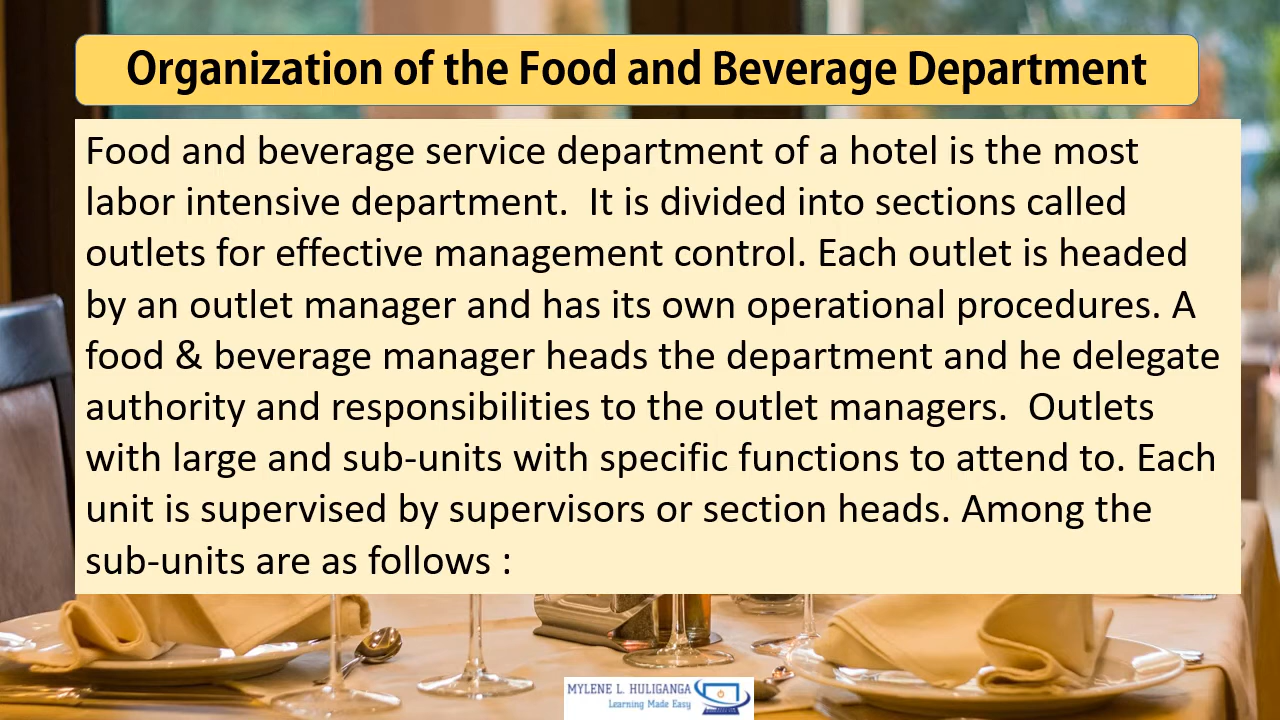 Organization of the Food and Beverage Department
Food and beverage service department of a hotel is the most
labor intensive department.  It is divided into sections called
outlets for effective management control. Each outlet is headed
by an outlet manager and has its own operational procedures. A
food & beverage manager heads the department and he delegate
authority and responsibilities to the outlet managers.  Outlets
with large and sub-units with specific functions to attend to. Each
unit is supervised by supervisors or section heads. Among the
sub-units are as follows :
MYLENE L. HULIGANGA
Learning Made Easy